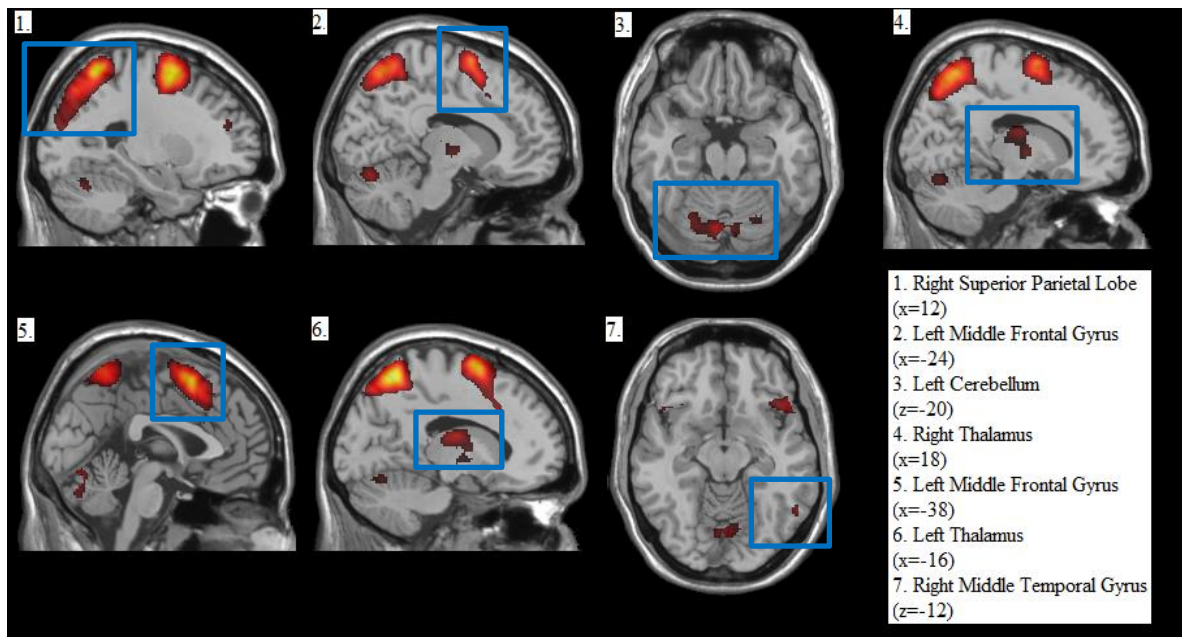 1.
2.
3.
4.
5.
6.
7.
1. Right Superior Parietal Lobe
(x=12)
2. Left Middle Frontal Gyrus
(x=-24)
3. Left Cerebellum
(z=-20)
4. Right Thalamus
(x=18)
5. Left Middle Frontal Gyrus
(x=-38)
6. Left Thalamus
(x=-16)
7. Right Middle Temporal Gyrus
(z=-12)